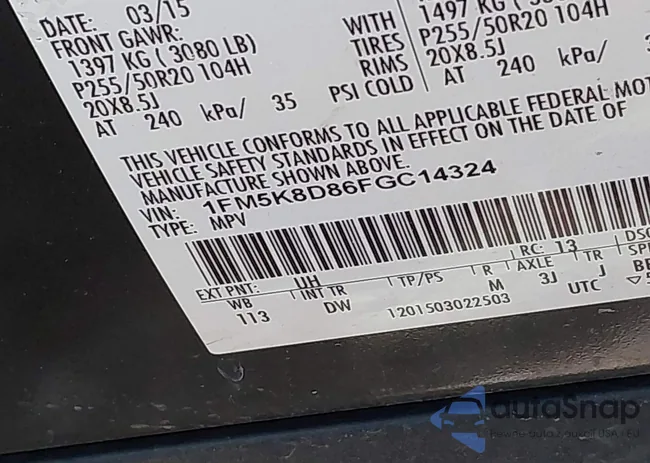 DATE: 03/15
FRONT GAWR:
1397 KG ( 3080 LB)
P255/50R20 104H
20X8.5J
AT 240 kPa/ 35 PSI COLD
WITH
TIRES
RIMS
1497 KG
P255/50R20 104H
20X8.5J
AT 240 kPa/
THIS VEHICLE CONFORMS TO ALL APPLICABLE FEDERAL MOT
VEHICLE SAFETY STANDARDS IN EFFECT ON THE DATE OF
MANUFACTURE SHOWN ABOVE.
VIN: 1FM5K8D86FGC14324
TYPE: MPV
EXT PNT: UH RC: 13 DSO
WB INT TR TP/PS R AXLE TR SPR
113 DW M 3J J
1201503022503 UTC
autoSnap